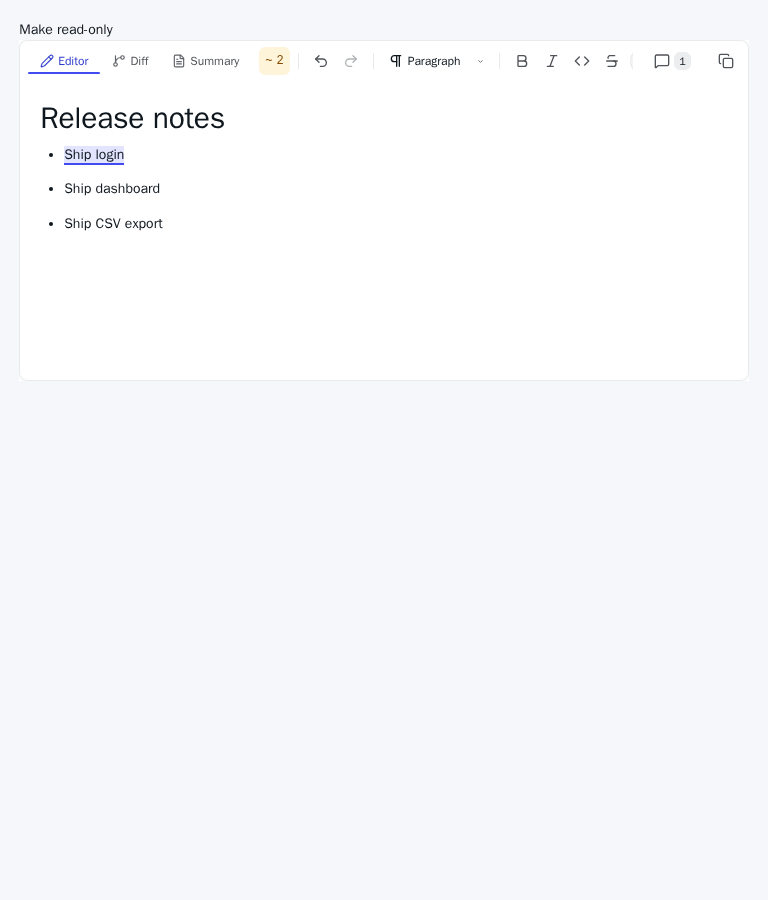 Make read-only
Editor Diff Summary ~ 2 Paragraph 1
Release notes
• Ship login
• Ship dashboard
• Ship CSV export